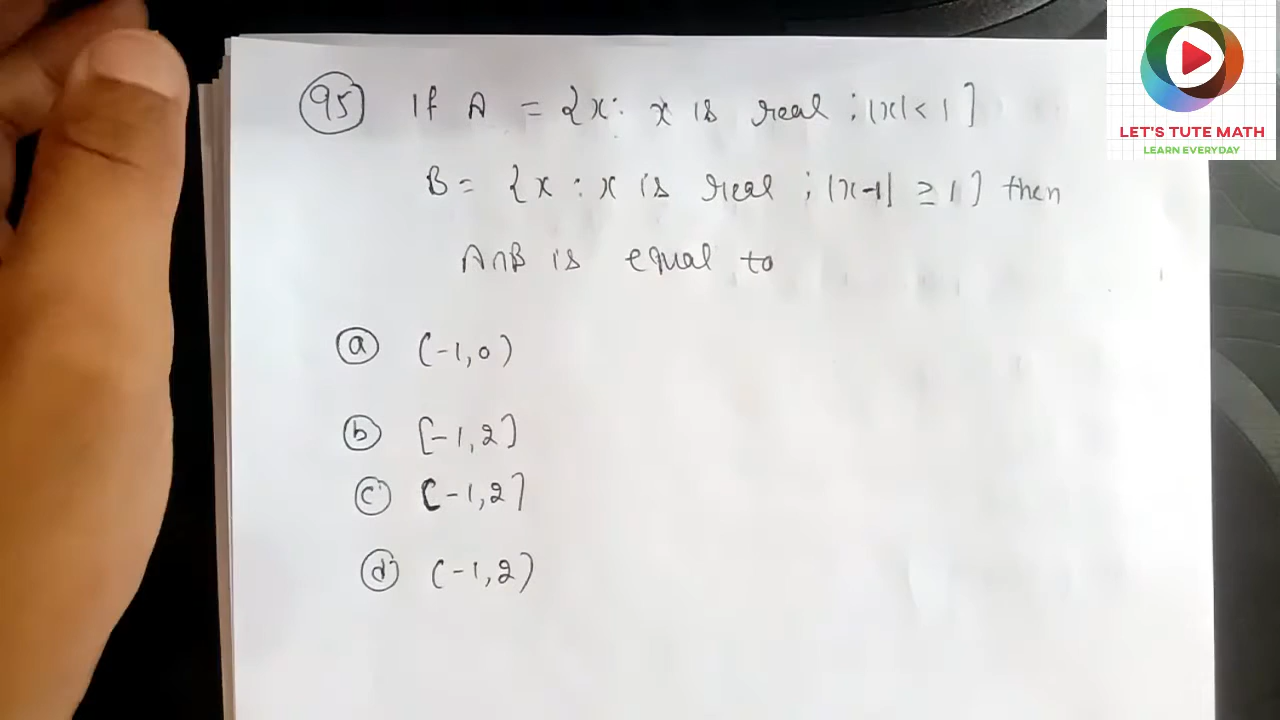 95 If A = {x: x is real ; |x| < 1]
B = {x : x is real ; |x-1| ≥ 1] then
A∩B is equal to
a (-1,0)
b [-1,2]
c (-1,2]
d (-1,2)
LET'S TUTE MATH
LEARN EVERYDAY